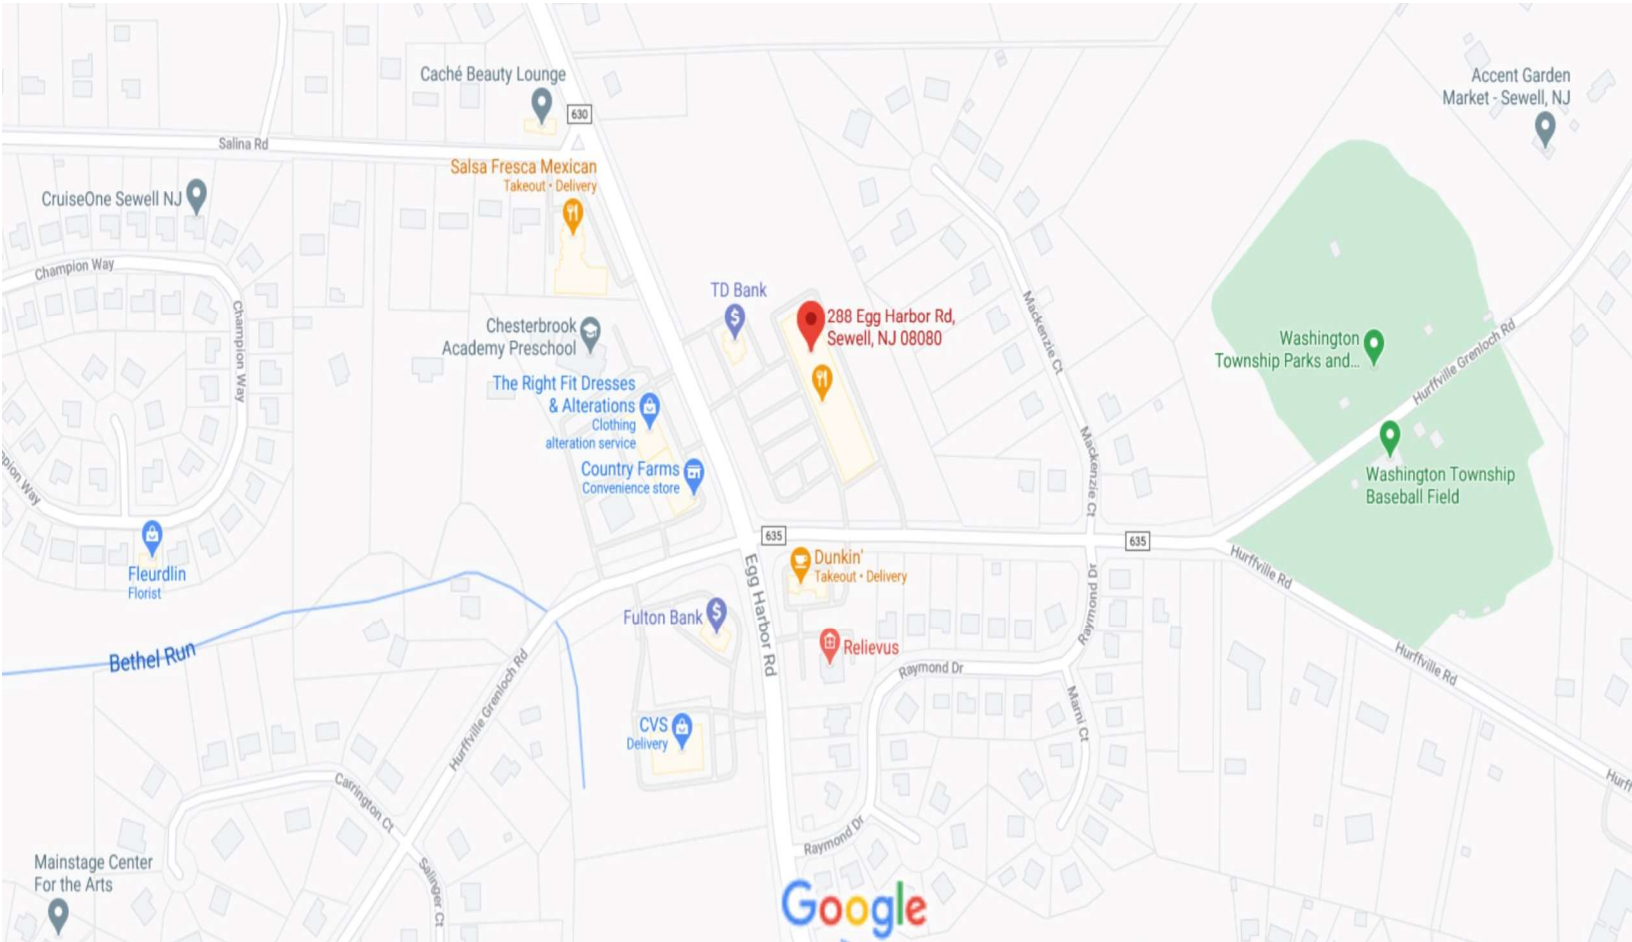 Caché Beauty Lounge
630
Accent Garden
Market - Sewell, NJ
Salina Rd
Salsa Fresca Mexican
Takeout • Delivery
CruiseOne Sewell NJ
Champion Way
Champion Way
TD Bank
288 Egg Harbor Rd,
Sewell, NJ 08080
Mackenzie Ct
Chesterbrook
Academy Preschool
Washington
Township Parks and...
Hurffville Grenloch Rd
The Right Fit Dresses
& Alterations
Clothing
alteration service
Country Farms
Convenience store
Mackenzie Ct
Washington Township
Baseball Field
pion Way
635
635
Fleurdlin
Florist
Dunkin'
Takeout • Delivery
Hurffville Rd
Egg Harbor Rd
Raymond Dr
Fulton Bank
Relievus
Bethel Run
Raymond Dr
Hurffville Rd
Marni Ct
Hurffville Grenloch Rd
CVS
Delivery
Hurff
Carrington Ct
Raymond Dr
Mainstage Center
For the Arts
Salinger Ct
Google